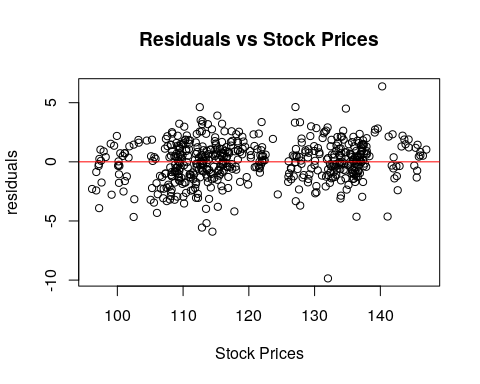 Residuals vs Stock Prices
residuals
5
0
-5
-10
100 110 120 130 140
Stock Prices